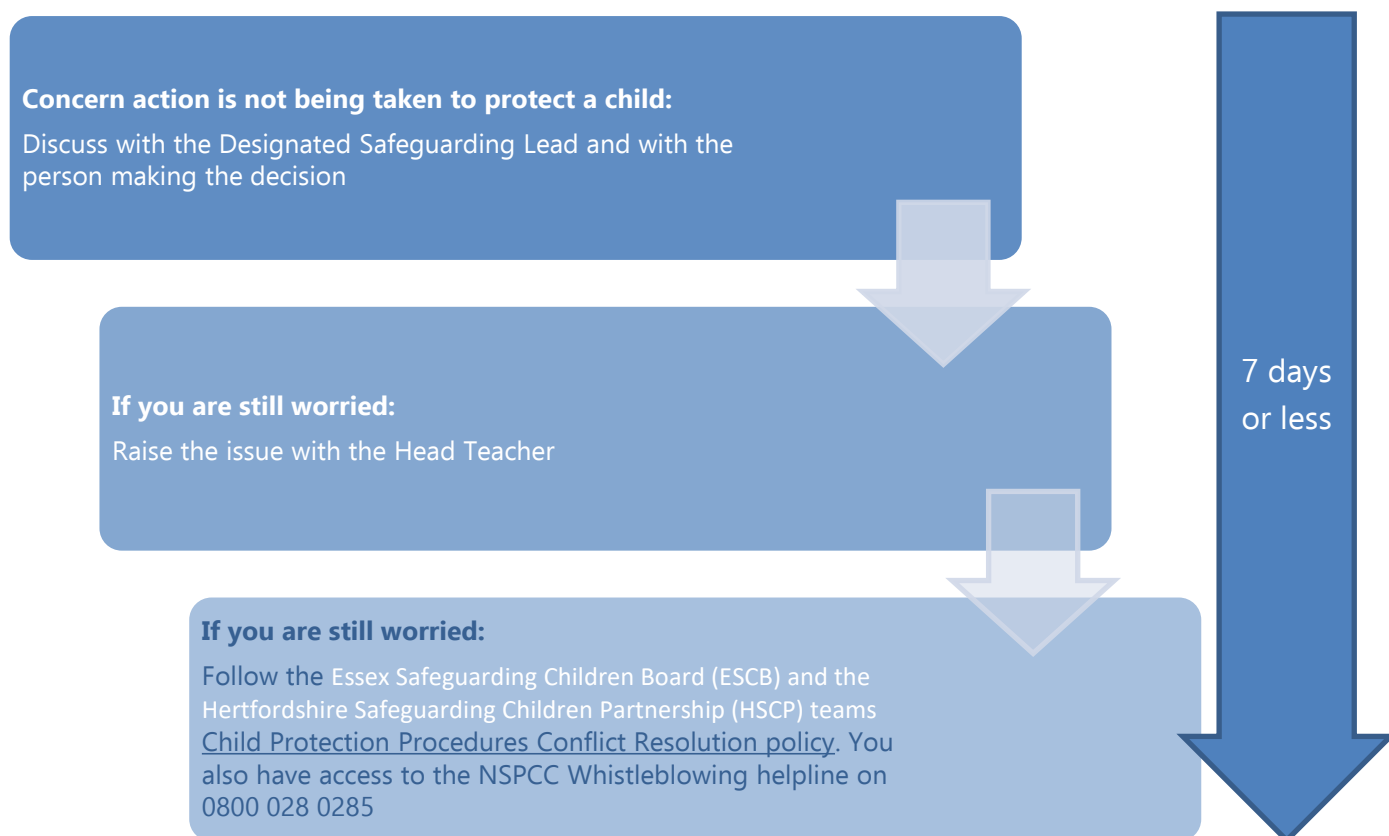 Concern action is not being taken to protect a child:
Discuss with the Designated Safeguarding Lead and with the
person making the decision
If you are still worried:
Raise the issue with the Head Teacher
If you are still worried:
Follow the Essex Safeguarding Children Board (ESCB) and the
Hertfordshire Safeguarding Children Partnership (HSCP) teams
Child Protection Procedures Conflict Resolution policy. You
also have access to the NSPCC Whistleblowing helpline on
0800 028 0285
7 days
or less